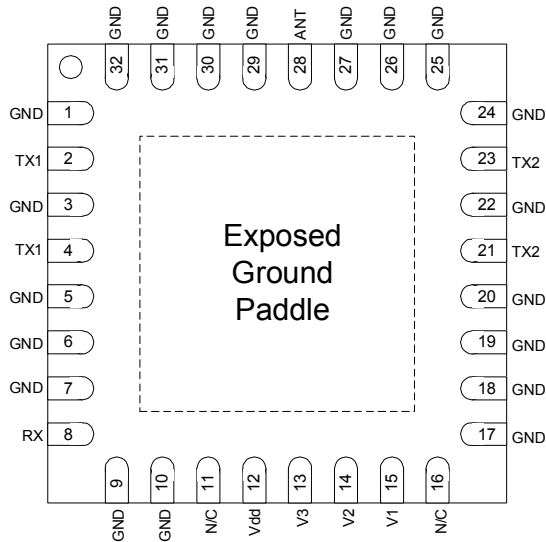 GND GND GND GND ANT GND GND GND
32 31 30 29 28 27 26 25
GND 1
TX1 2
GND 3
TX1 4
GND 5
GND 6
GND 7
RX 8
Exposed
Ground
Paddle
24 GND
23 TX2
22 GND
21 TX2
20 GND
19 GND
18 GND
17 GND
9 10 11 12 13 14 15 16
GND GND N/C Vdd V3 V2 V1 N/C